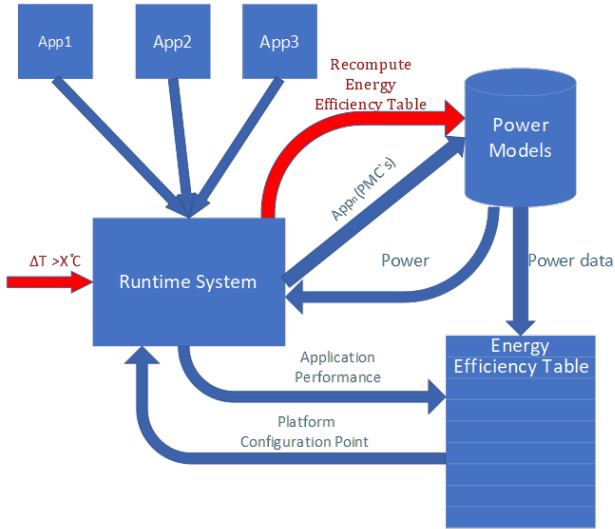 App1
App2
App3
Recompute
Energy
Efficiency Table
Power
Models
Appₙ(PMC`s)
ΔT >X°C
Runtime System
Power
Power data
Application
Performance
Energy
Efficiency Table
Platform
Configuration Point